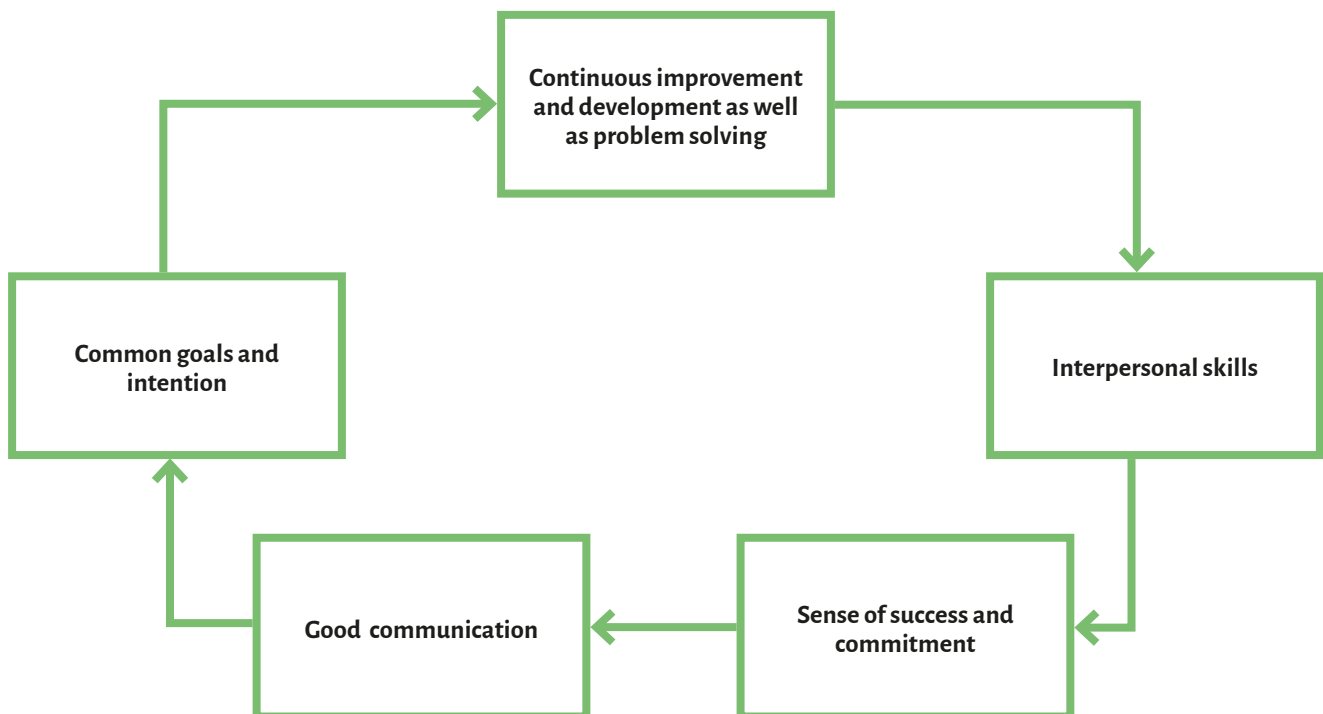 Continuous improvement
and development as well
as problem solving
Common goals and
intention
Interpersonal skills
Good communication
Sense of success and
commitment